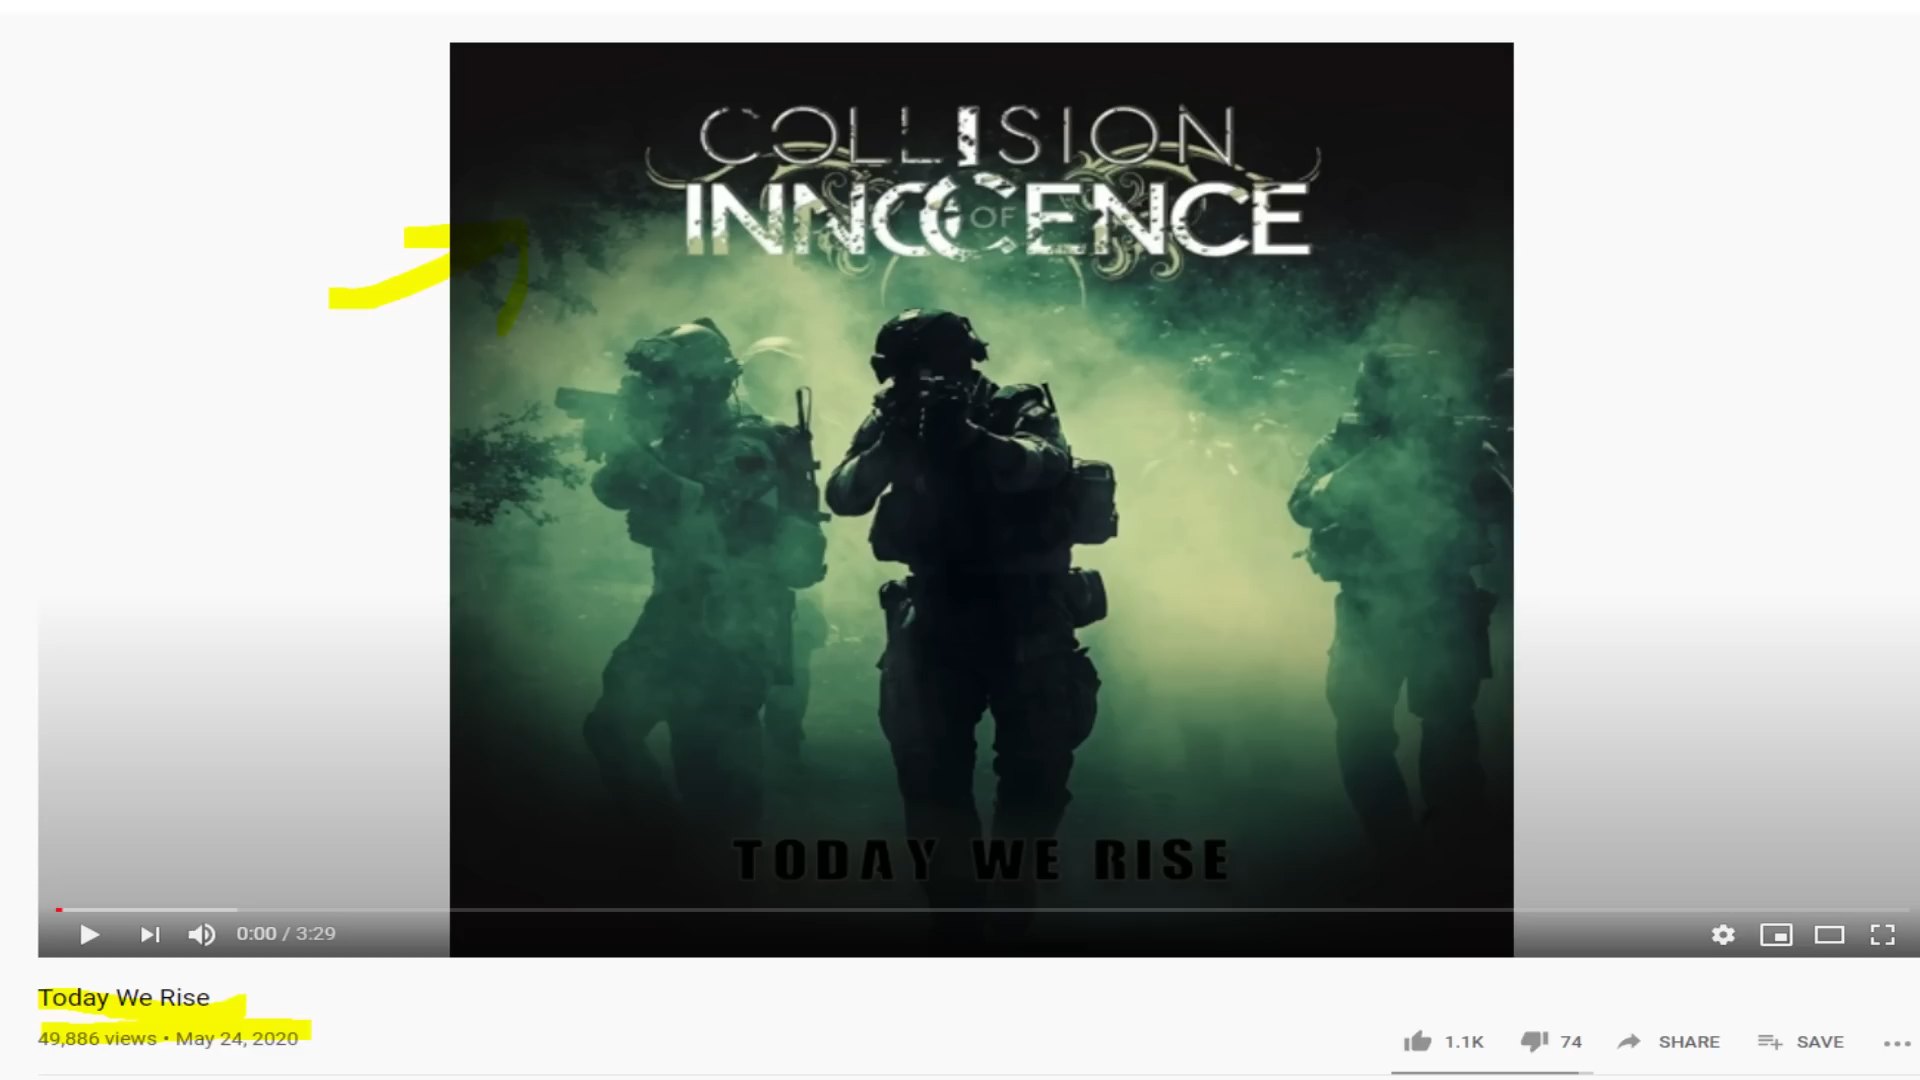 COLLISION
OF
INNOCENCE
TODAY WE RISE
0:00 / 3:29
Today We Rise
49,886 views • May 24, 2020
1.1K 74 SHARE SAVE